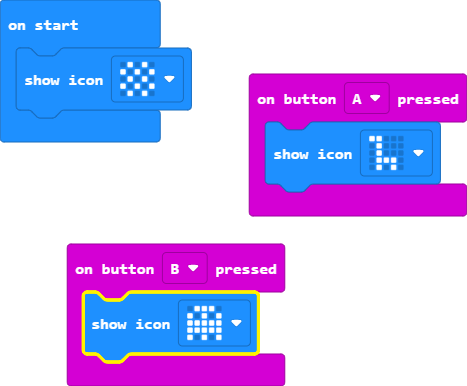 on start
show icon
on button A pressed
show icon
on button B pressed
show icon